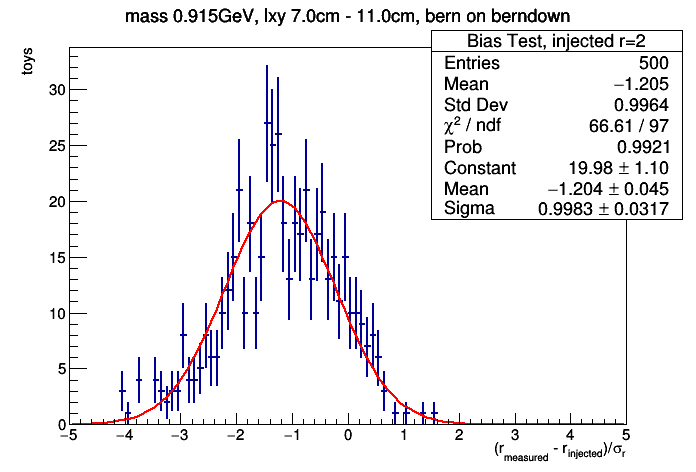 mass 0.915GeV, lxy 7.0cm - 11.0cm, bern on berndown
Bias Test, injected r=2
Entries 500
Mean −1.205
Std Dev 0.9964
χ² / ndf 66.61 / 97
Prob 0.9921
Constant 19.98 ± 1.10
Mean −1.204 ± 0.045
Sigma 0.9983 ± 0.0317
toys
30
25
20
15
10
5
0
−5 −4 −3 −2 −1 0 1 2 3 4 5
(r_measured - r_injected)/σ_r